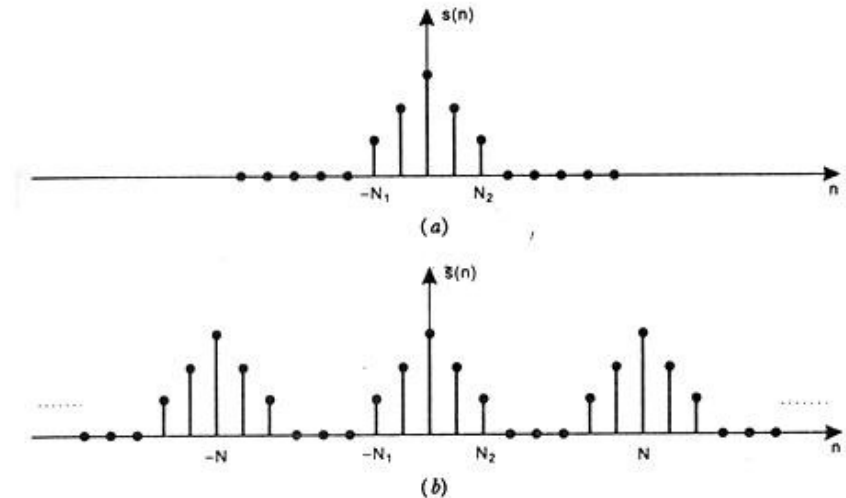 s(n)
-N₁ N₂ n
(a)
s̄(n)
........ ........
-N -N₁ N₂ N n
(b)